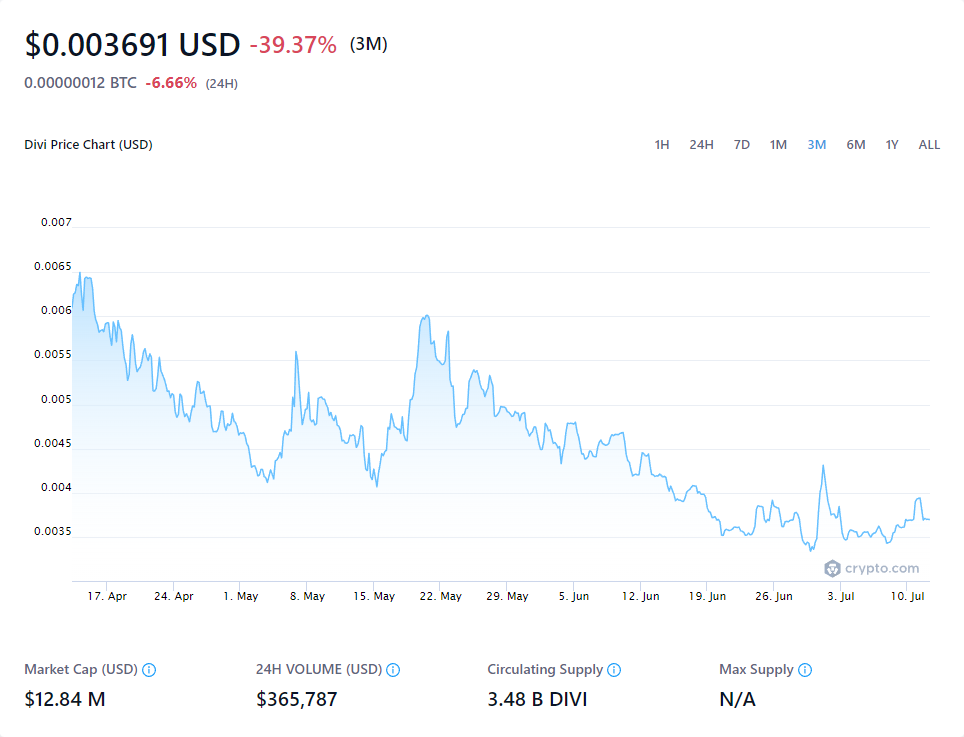 $0.003691 USD -39.37% (3M)
0.00000012 BTC -6.66% (24H)
Divi Price Chart (USD)
1H 24H 7D 1M 3M 6M 1Y ALL
0.007
0.0065
0.006
0.0055
0.005
0.0045
0.004
0.0035
crypto.com
17. Apr 24. Apr 1. May 8. May 15. May 22. May 29. May 5. Jun 12. Jun 19. Jun 26. Jun 3. Jul 10. Jul
Market Cap (USD) 24H VOLUME (USD) Circulating Supply Max Supply
$12.84 M $365,787 3.48 B DIVI N/A